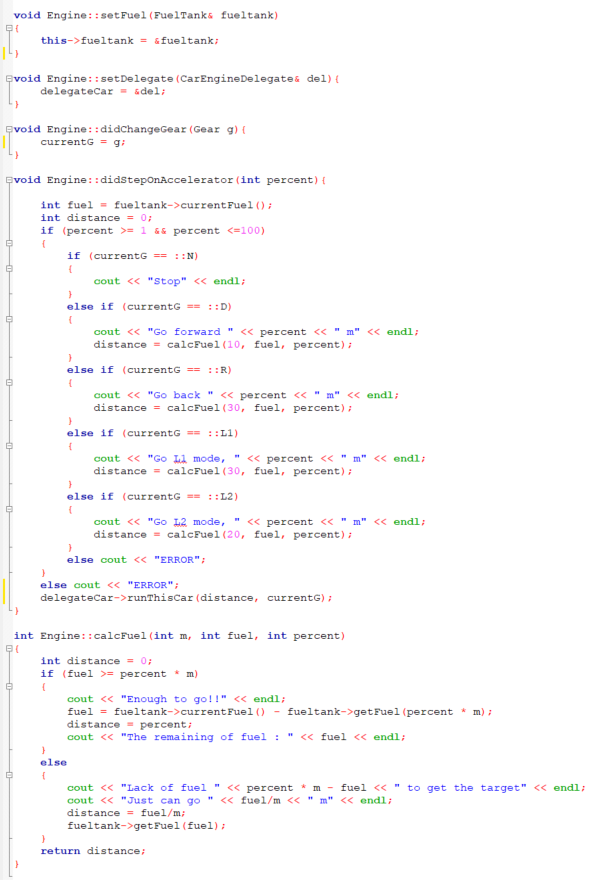 void Engine::setFuel(FuelTank& fueltank)
{
    this->fueltank = &fueltank;
}

void Engine::setDelegate(CarEngineDelegate& del){
    delegateCar = &del;
}

void Engine::didChangeGear(Gear g){
    currentG = g;
}

void Engine::didStepOnAccelerator(int percent){

    int fuel = fueltank->currentFuel();
    int distance = 0;
    if (percent >= 1 && percent <=100)
    {
        if (currentG == ::N)
        {
            cout << "Stop" << endl;
        }
        else if (currentG == ::D)
        {
            cout << "Go forward " << percent << " m" << endl;
            distance = calcFuel(10, fuel, percent);
        }
        else if (currentG == ::R)
        {
            cout << "Go back " << percent << " m" << endl;
            distance = calcFuel(30, fuel, percent);
        }
        else if (currentG == ::L1)
        {
            cout << "Go L1 mode, " << percent << " m" << endl;
            distance = calcFuel(30, fuel, percent);
        }
        else if (currentG == ::L2)
        {
            cout << "Go L2 mode, " << percent << " m" << endl;
            distance = calcFuel(20, fuel, percent);
        }
        else cout << "ERROR";
    }
    else cout << "ERROR";
    delegateCar->runThisCar(distance, currentG);
}

int Engine::calcFuel(int m, int fuel, int percent)
{
    int distance = 0;
    if (fuel >= percent * m)
    {
        cout << "Enough to go!!" << endl;
        fuel = fueltank->currentFuel() - fueltank->getFuel(percent * m);
        distance = percent;
        cout << "The remaining of fuel : " << fuel << endl;
    }
    else
    {
        cout << "Lack of fuel " << percent * m - fuel << " to get the target" << endl;
        cout << "Just can go " << fuel/m << " m" << endl;
        distance = fuel/m;
        fueltank->getFuel(fuel);
    }
    return distance;
}